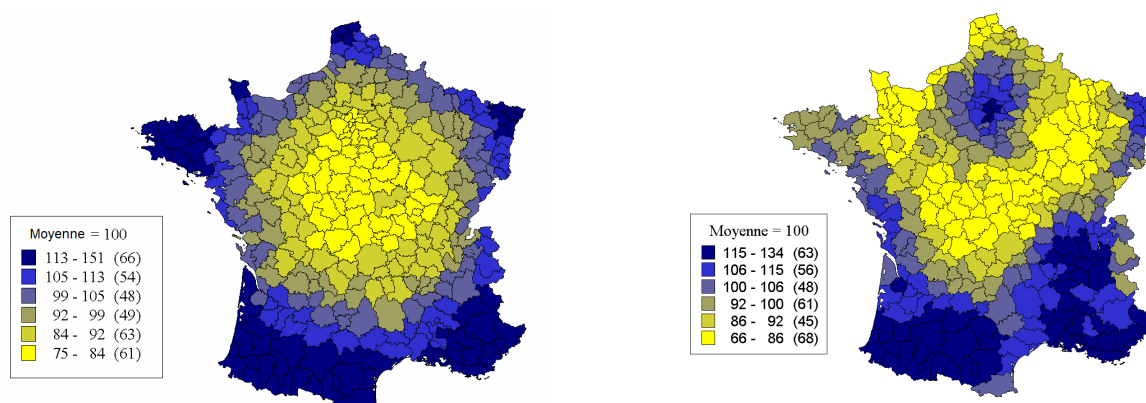 Moyenne = 100
113 - 151 (66)
105 - 113 (54)
99 - 105 (48)
92 - 99 (49)
84 - 92 (63)
75 - 84 (61)
Moyenne = 100
115 - 134 (63)
106 - 115 (56)
100 - 106 (48)
92 - 100 (61)
86 - 92 (45)
66 - 86 (68)